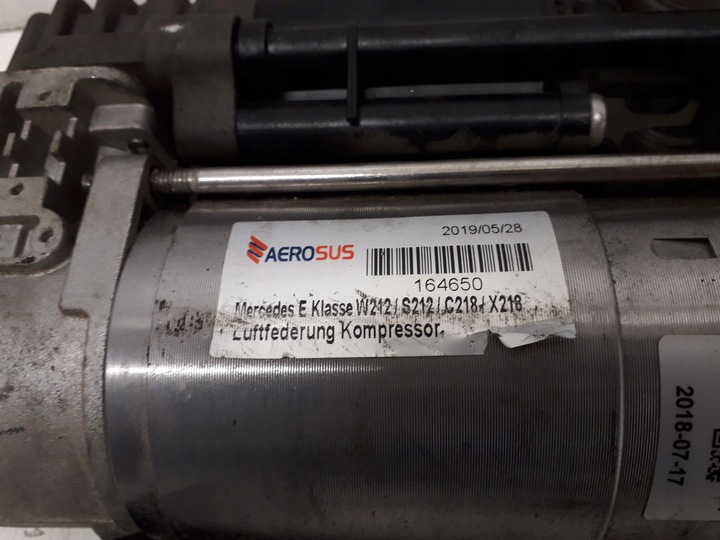 2019/05/28
AEROSUS
164650
Mercedes E Klasse W212 / S212 / C218 / X218
Luftfederung Kompressor
2018-07-17